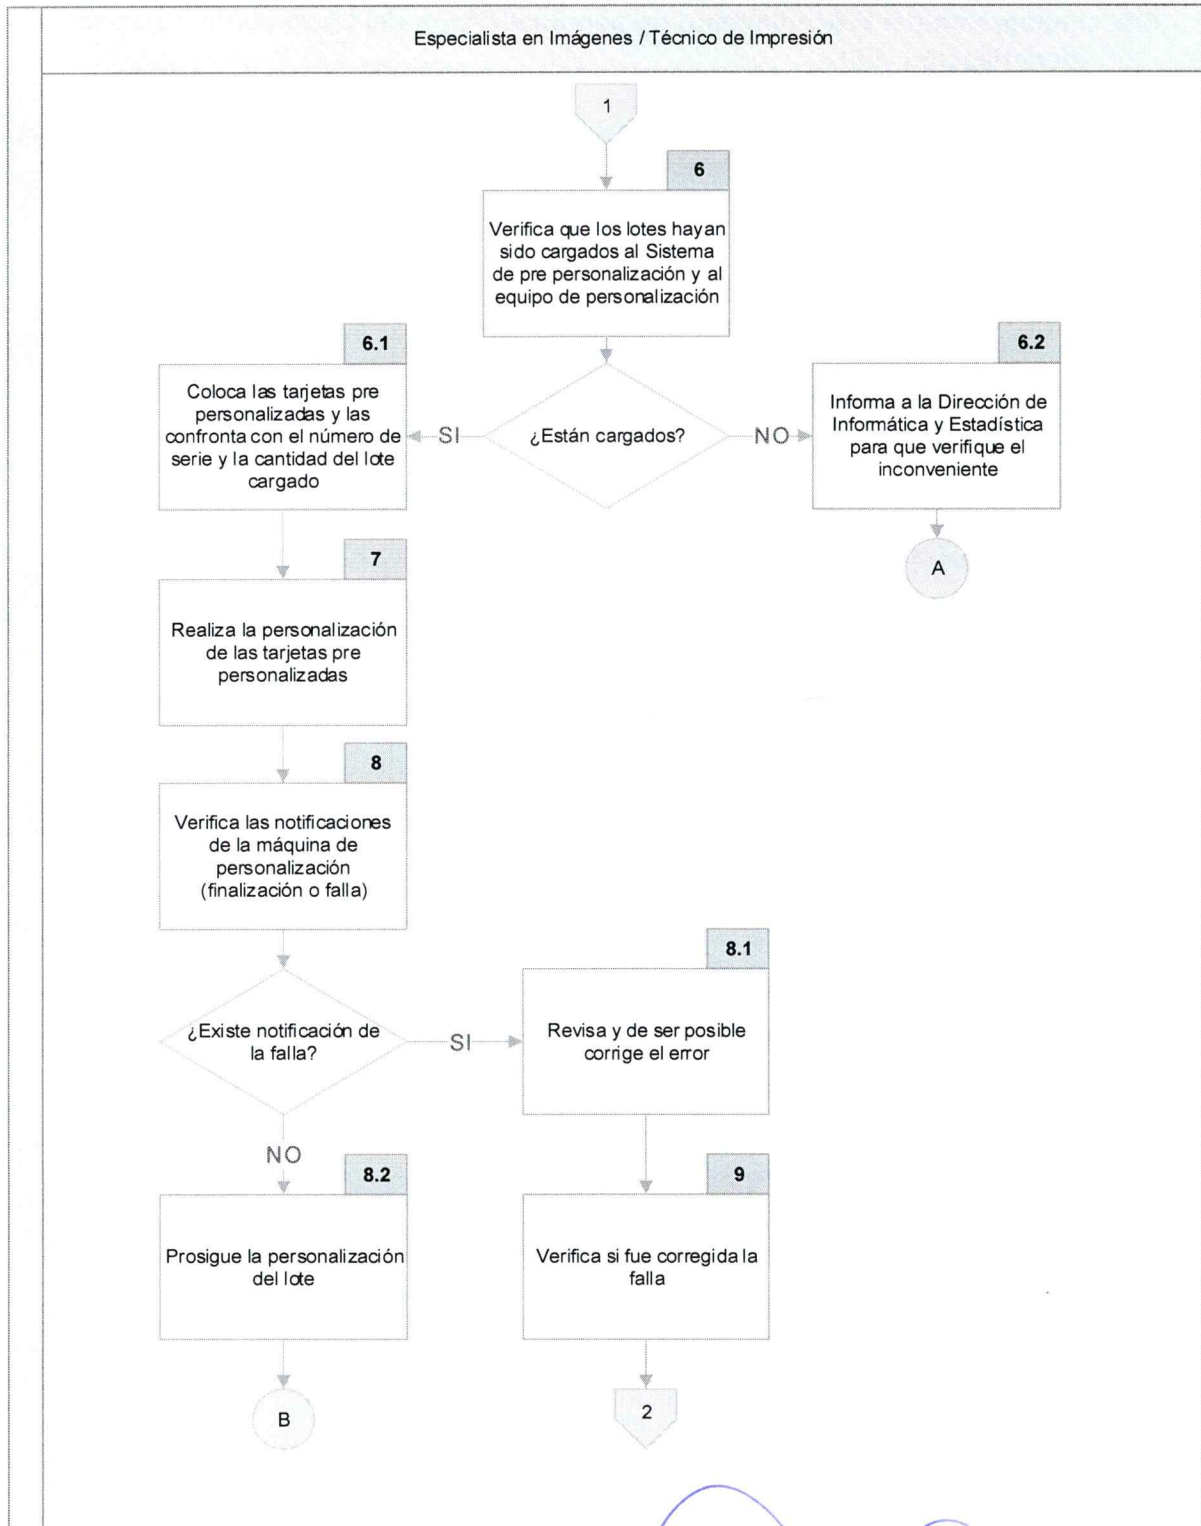 Especialista en Imágenes / Técnico de Impresión
1
6
Verifica que los lotes hayan
sido cargados al Sistema
de pre personalización y al
equipo de personalización
6.1
Coloca las tarjetas pre
personalizadas y las
confronta con el número de
serie y la cantidad del lote
cargado
SI
¿Están cargados?
NO
6.2
Informa a la Dirección de
Informática y Estadística
para que verifique el
inconveniente
A
7
Realiza la personalización
de las tarjetas pre
personalizadas
8
Verifica las notificaciones
de la máquina de
personalización
(finalización o falla)
¿Existe notificación de
la falla?
SI
8.1
Revisa y de ser posible
corrige el error
NO
8.2
Prosigue la personalización
del lote
9
Verifica si fue corregida la
falla
B
2